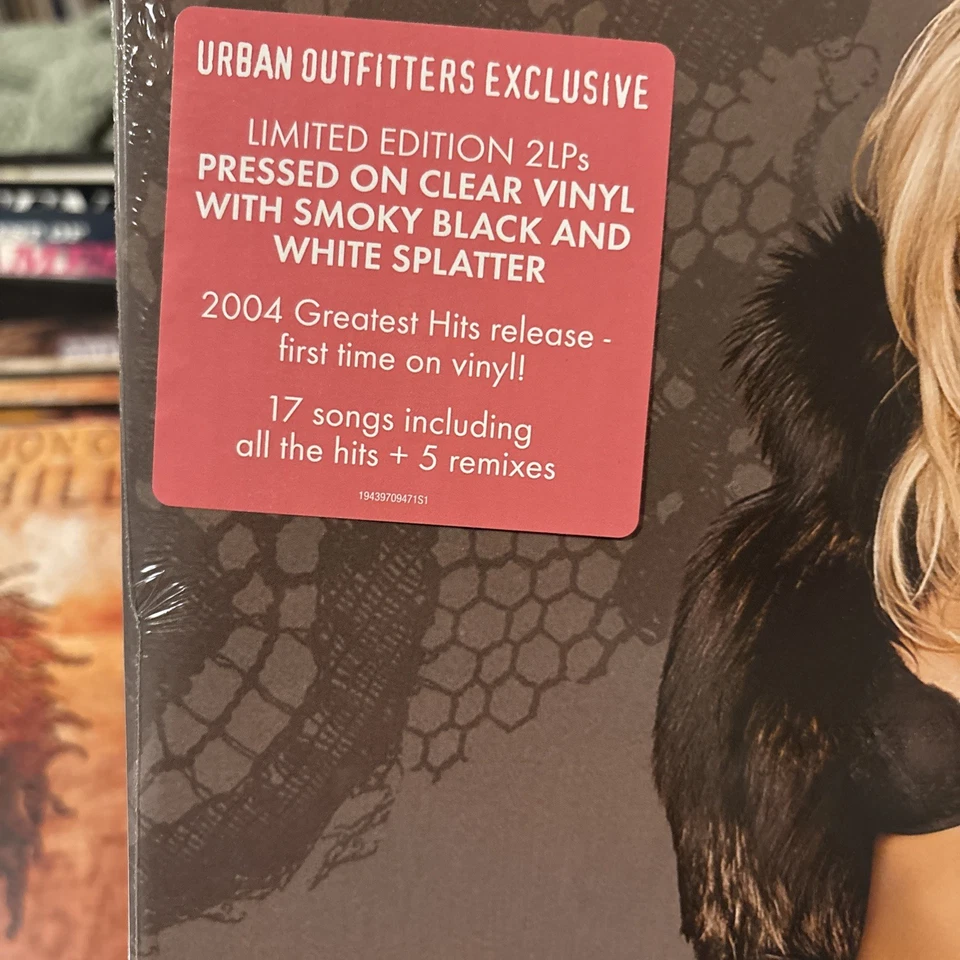 URBAN OUTFITTERS EXCLUSIVE
LIMITED EDITION 2LPs
PRESSED ON CLEAR VINYL
WITH SMOKY BLACK AND
WHITE SPLATTER
2004 Greatest Hits release -
first time on vinyl!
17 songs including
all the hits + 5 remixes
19439709471S1